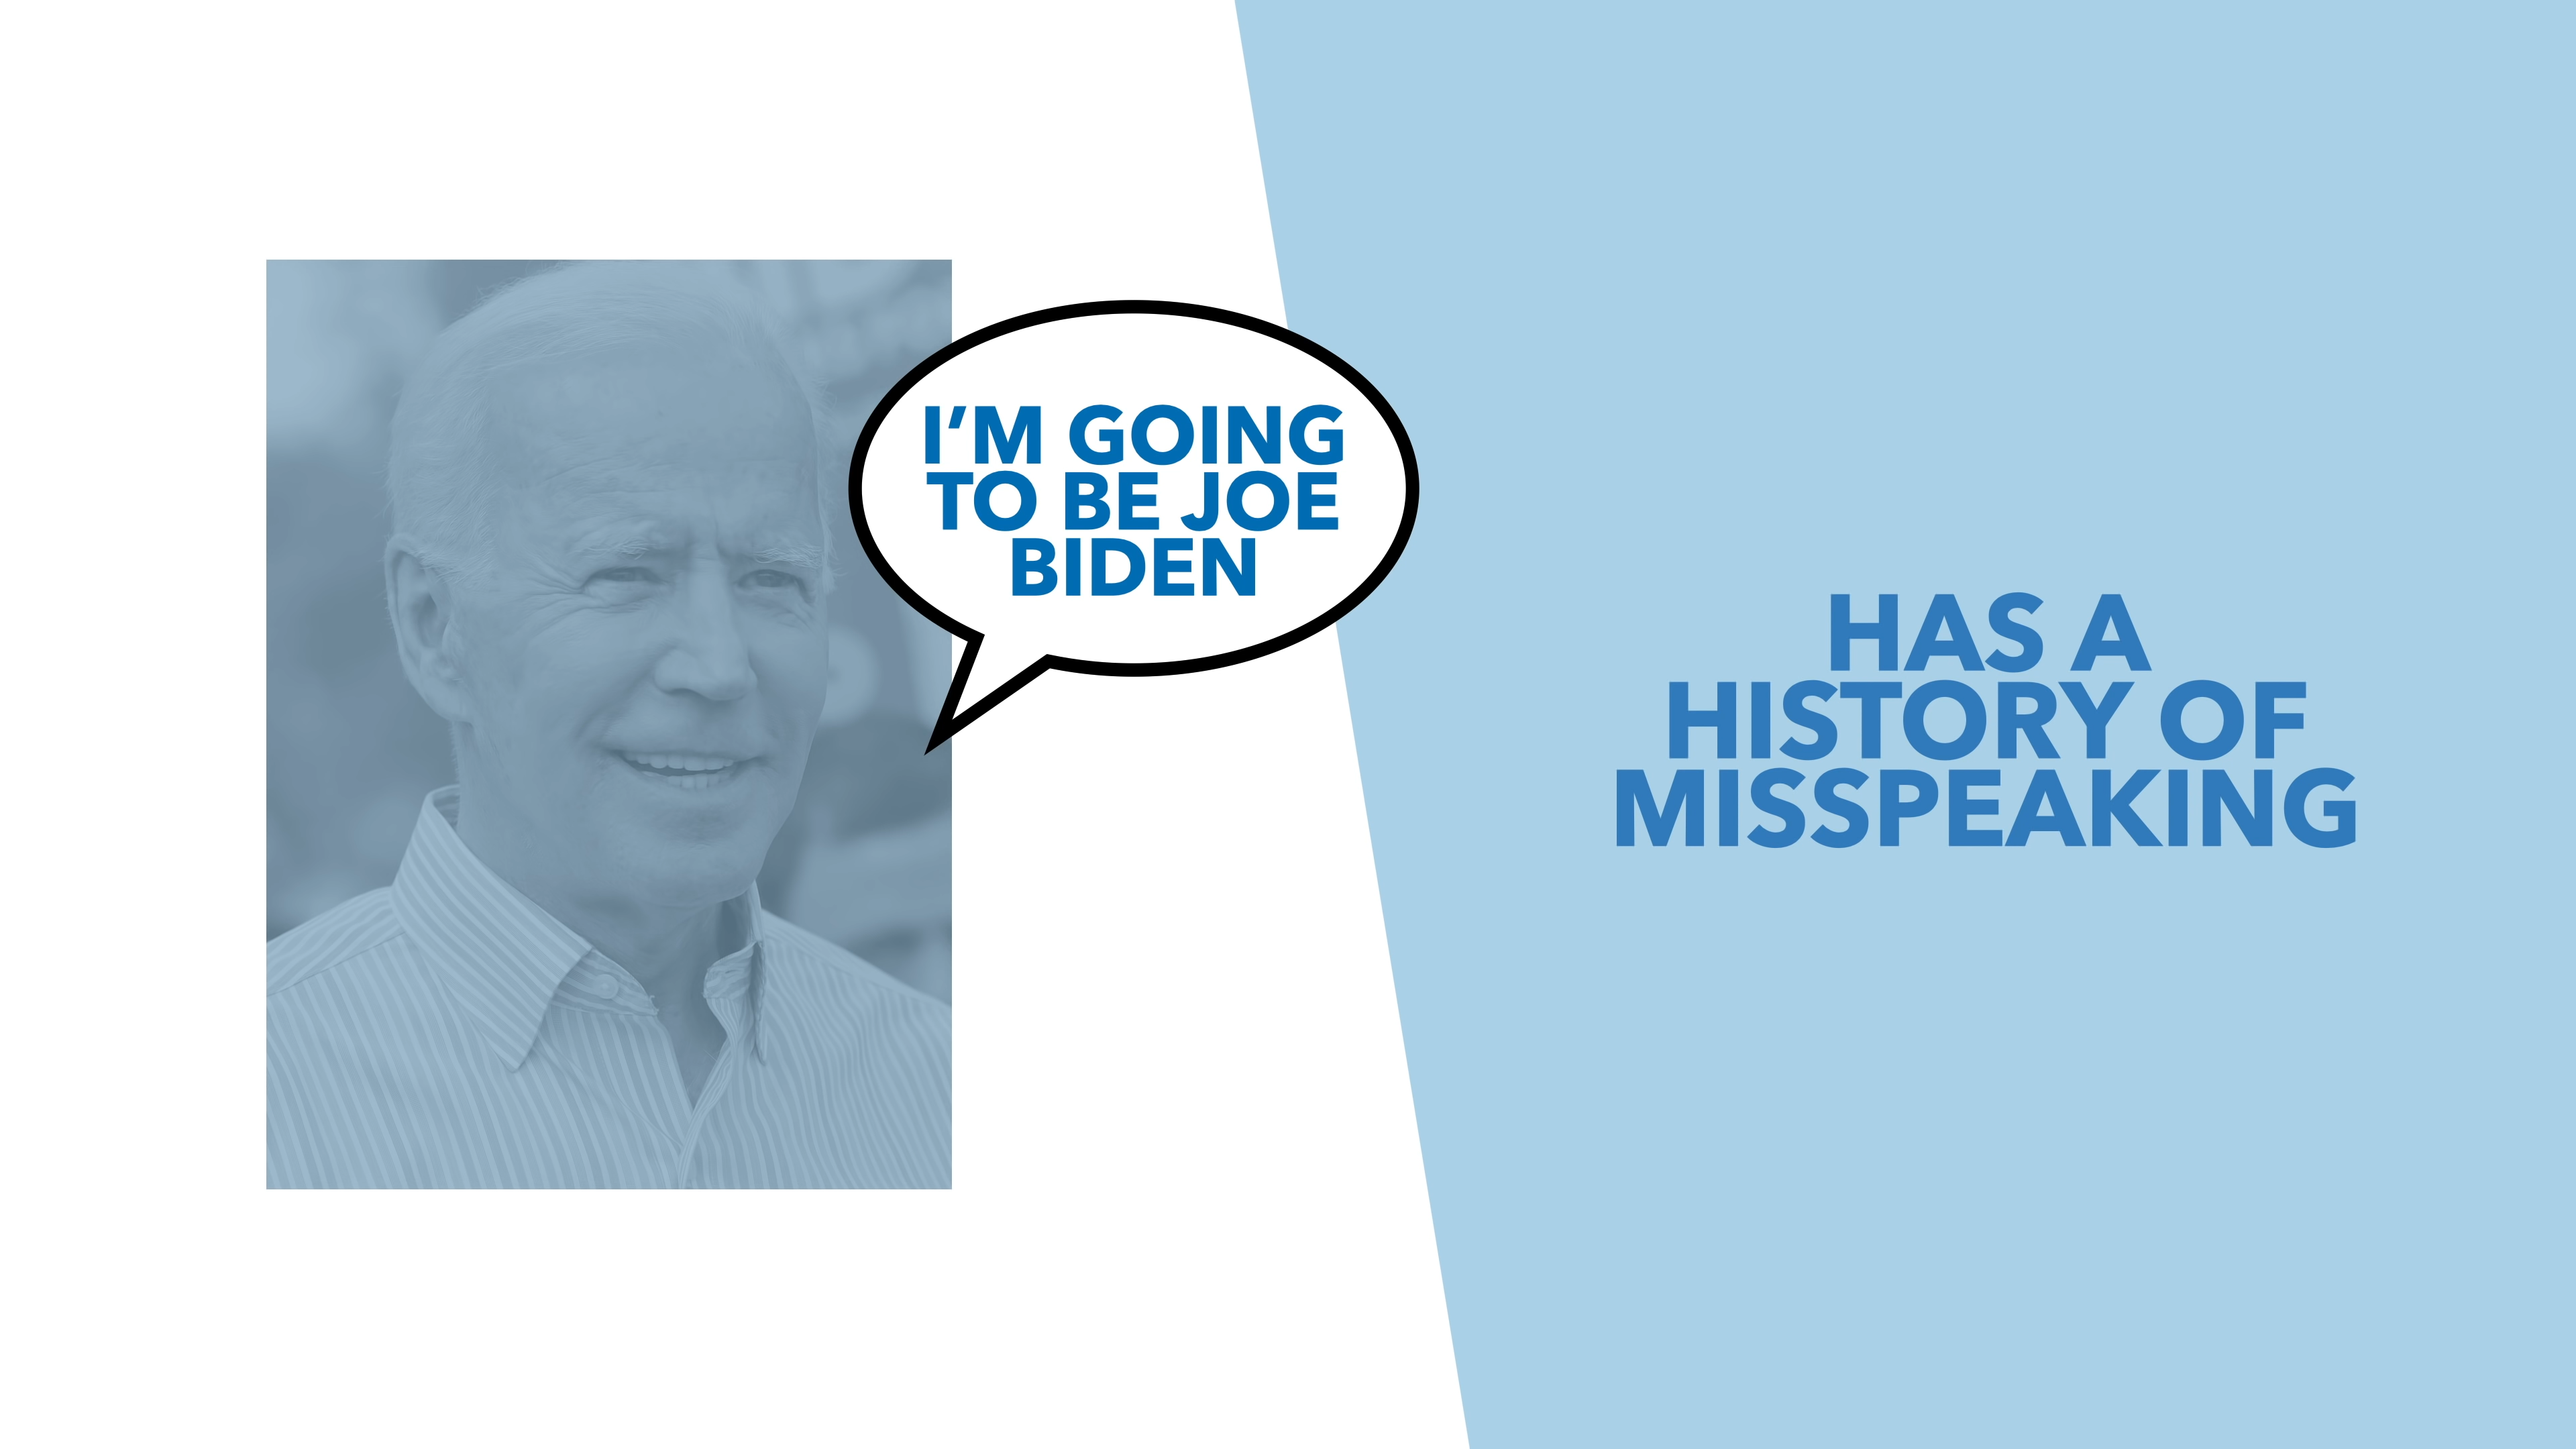 I’M GOING
TO BE JOE
BIDEN
HAS A
HISTORY OF
MISSPEAKING